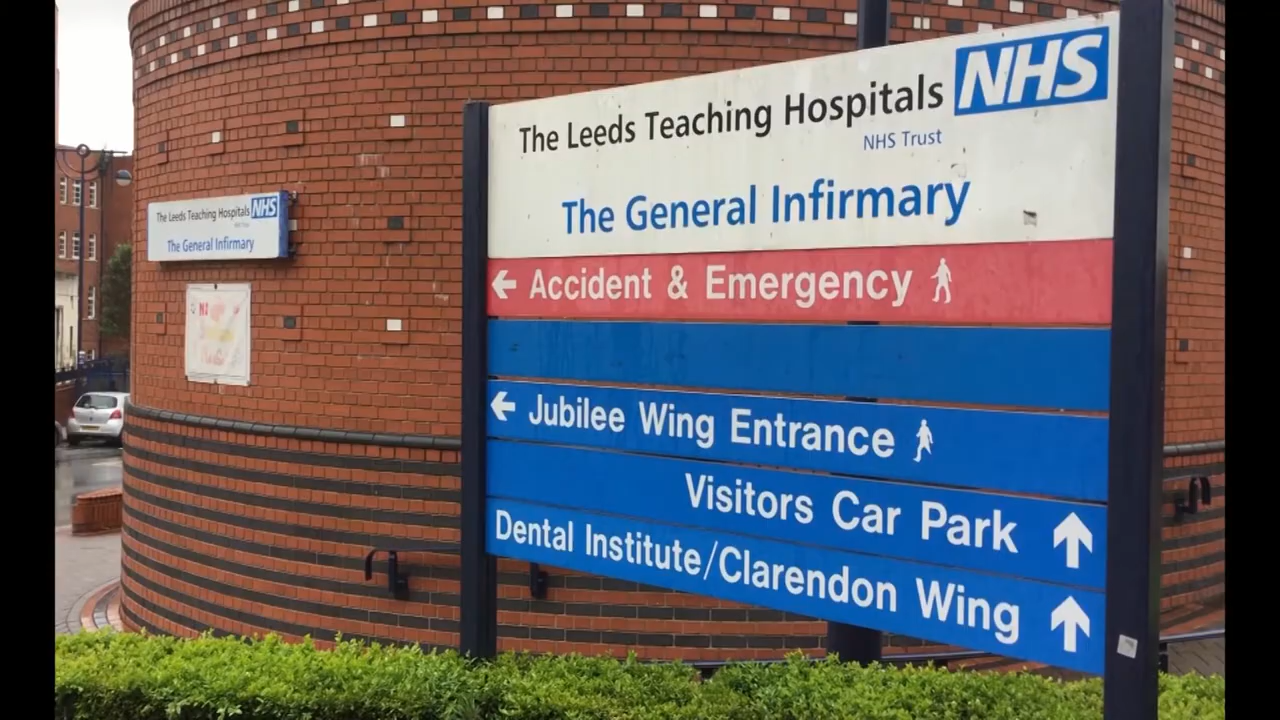 The Leeds Teaching Hospitals NHS
NHS Trust
The General Infirmary
Accident & Emergency
Jubilee Wing Entrance
Visitors Car Park
Dental Institute/Clarendon Wing
The Leeds Teaching Hospitals NHS
The General Infirmary